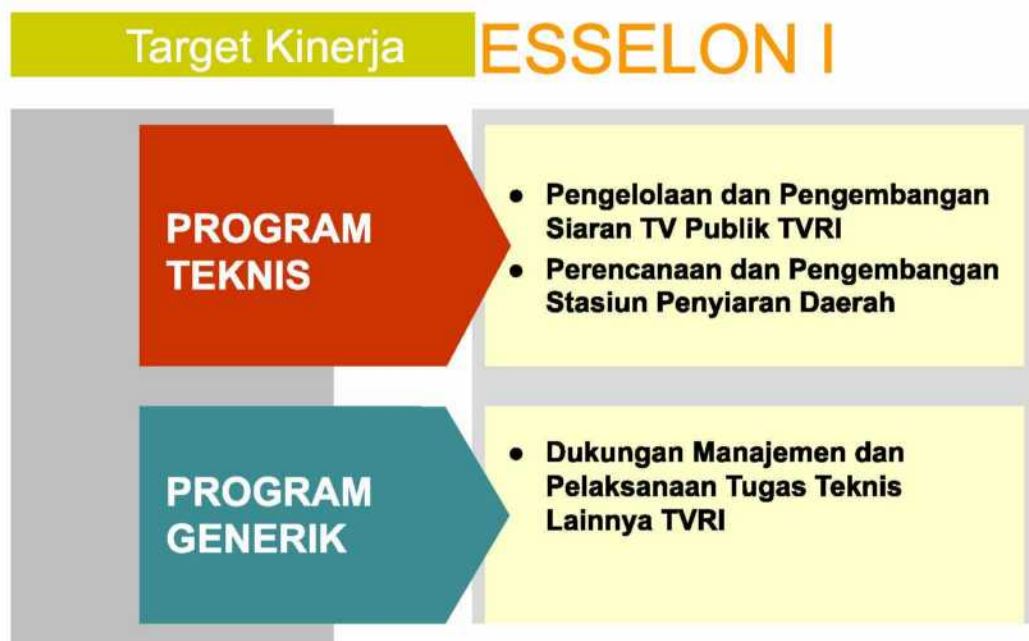 Target Kinerja ESSELON I
PROGRAM
TEKNIS
● Pengelolaan dan Pengembangan
Siaran TV Publik TVRI
● Perencanaan dan Pengembangan
Stasiun Penyiaran Daerah
PROGRAM
GENERIK
● Dukungan Manajemen dan
Pelaksanaan Tugas Teknis
Lainnya TVRI